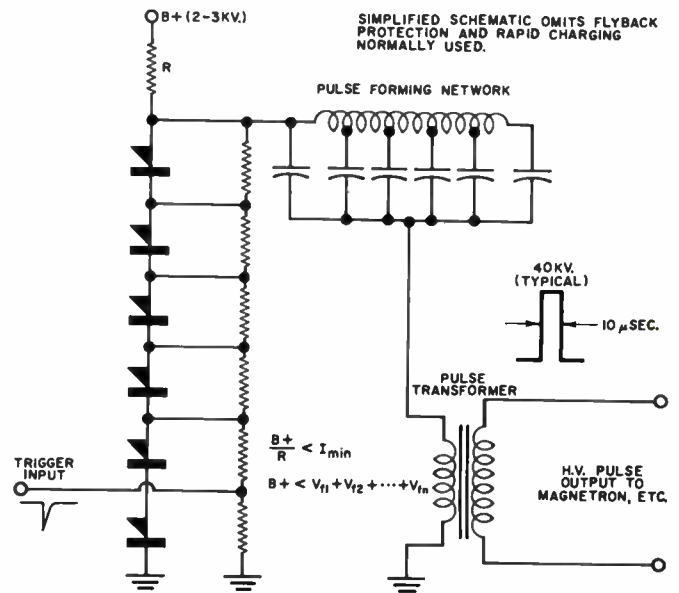 B+(2-3KV.)
SIMPLIFIED SCHEMATIC OMITS FLYBACK
PROTECTION AND RAPID CHARGING
NORMALLY USED.
R
PULSE FORMING NETWORK
40KV.
(TYPICAL)
10 μSEC.
PULSE
TRANSFORMER
B+/R < Imin
B+ < Vf1 + Vf2 + ····+ Vfn
TRIGGER
INPUT
H.V. PULSE
OUTPUT TO
MAGNETRON, ETC.